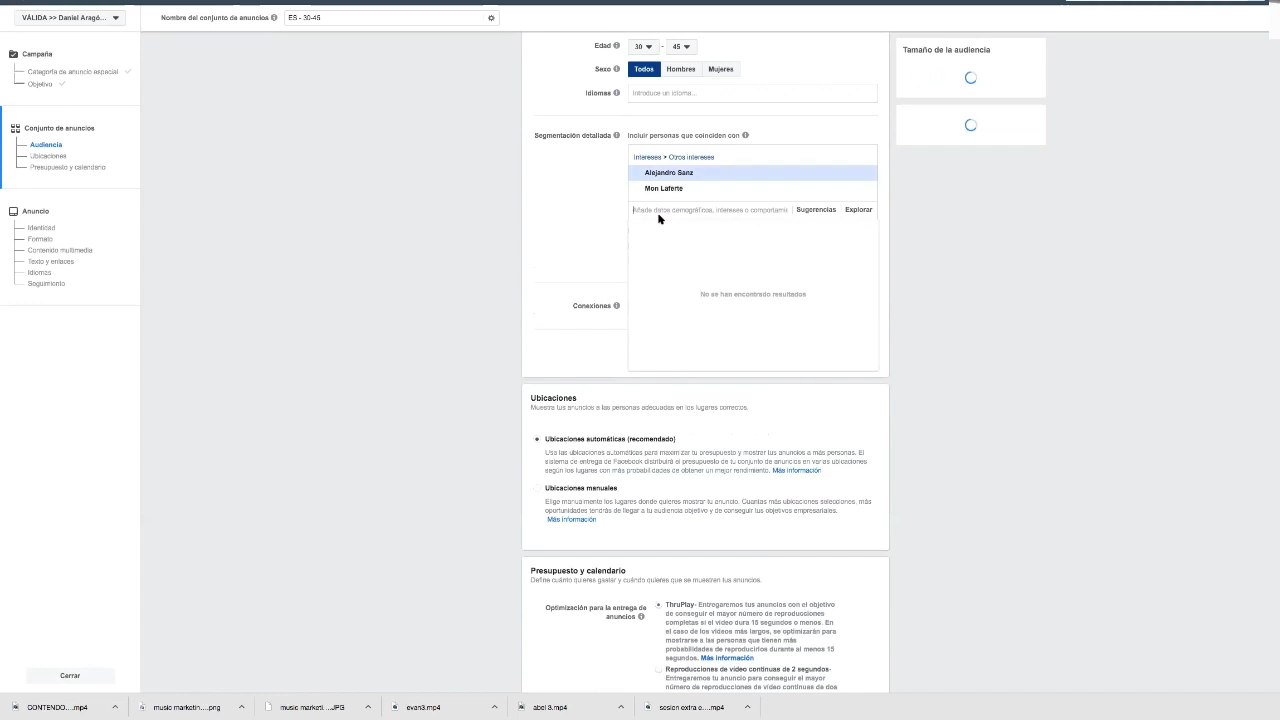 VÁLIDA >> Daniel Aragó...
Nombre del conjunto de anuncios
ES - 30-45
Campaña
Categoría de anuncio especial
Objetivo
Conjunto de anuncios
Audiencia
Ubicaciones
Presupuesto y calendario
Anuncio
Identidad
Formato
Contenido multimedia
Texto y enlaces
Idiomas
Seguimiento
Cerrar
Edad
30 - 45
Sexo
Todos Hombres Mujeres
Idiomas
Introduce un idioma...
Segmentación detallada
Incluir personas que coinciden con
Intereses > Otros intereses
Alejandro Sanz
Mon Laferte
Añade datos demográficos, intereses o comportamie
Sugerencias Explorar
No se han encontrado resultados
Conexiones
Ubicaciones
Muestra tus anuncios a las personas adecuadas en los lugares correctos.
Ubicaciones automáticas (recomendado)
Usa las ubicaciones automáticas para maximizar tu presupuesto y mostrar tus anuncios a más personas. El
sistema de entrega de Facebook distribuirá el presupuesto de tu conjunto de anuncios en varias ubicaciones
según los lugares con más probabilidades de obtener un mejor rendimiento. Más información
Ubicaciones manuales
Elige manualmente los lugares donde quieres mostrar tu anuncio. Cuantas más ubicaciones selecciones, más
oportunidades tendrás de llegar a tu audiencia objetivo y de conseguir tus objetivos empresariales.
Más información
Presupuesto y calendario
Define cuánto quieres gastar y cuándo quieres que se muestren tus anuncios.
Optimización para la entrega de
anuncios
ThruPlay- Entregaremos tus anuncios con el objetivo
de conseguir el mayor número de reproducciones
completas si el vídeo dura 15 segundos o menos. En
el caso de los vídeos más largos, se optimizarán para
mostrarse a las personas que tienen más
probabilidades de reproducirlos durante al menos 15
segundos. Más información
Reproducciones de vídeo continuas de 2 segundos-
Entregaremos tu anuncio para conseguir el mayor
número de reproducciones de vídeo continuas de dos
Tamaño de la audiencia
CONTENDO....mp4
music marketin....png
music marketi....JPG
evan3.mp4
abel 3.mp4
sesion extra o....mp4